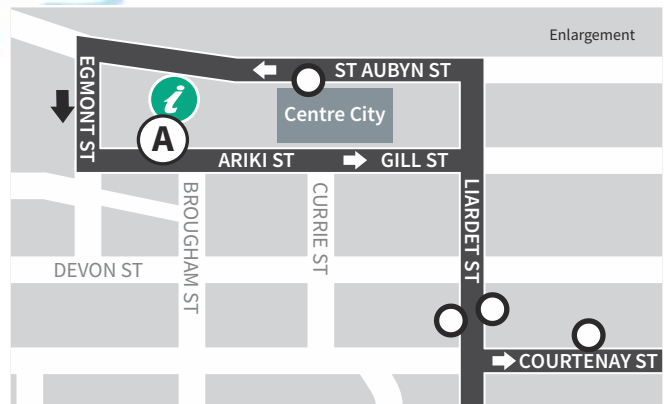 Enlargement
EGMONT ST
ST AUBYN ST
i
Centre City
A
ARIKI ST
GILL ST
BROUGHAM ST
CURRIE ST
LIARDET ST
DEVON ST
COURTENAY ST